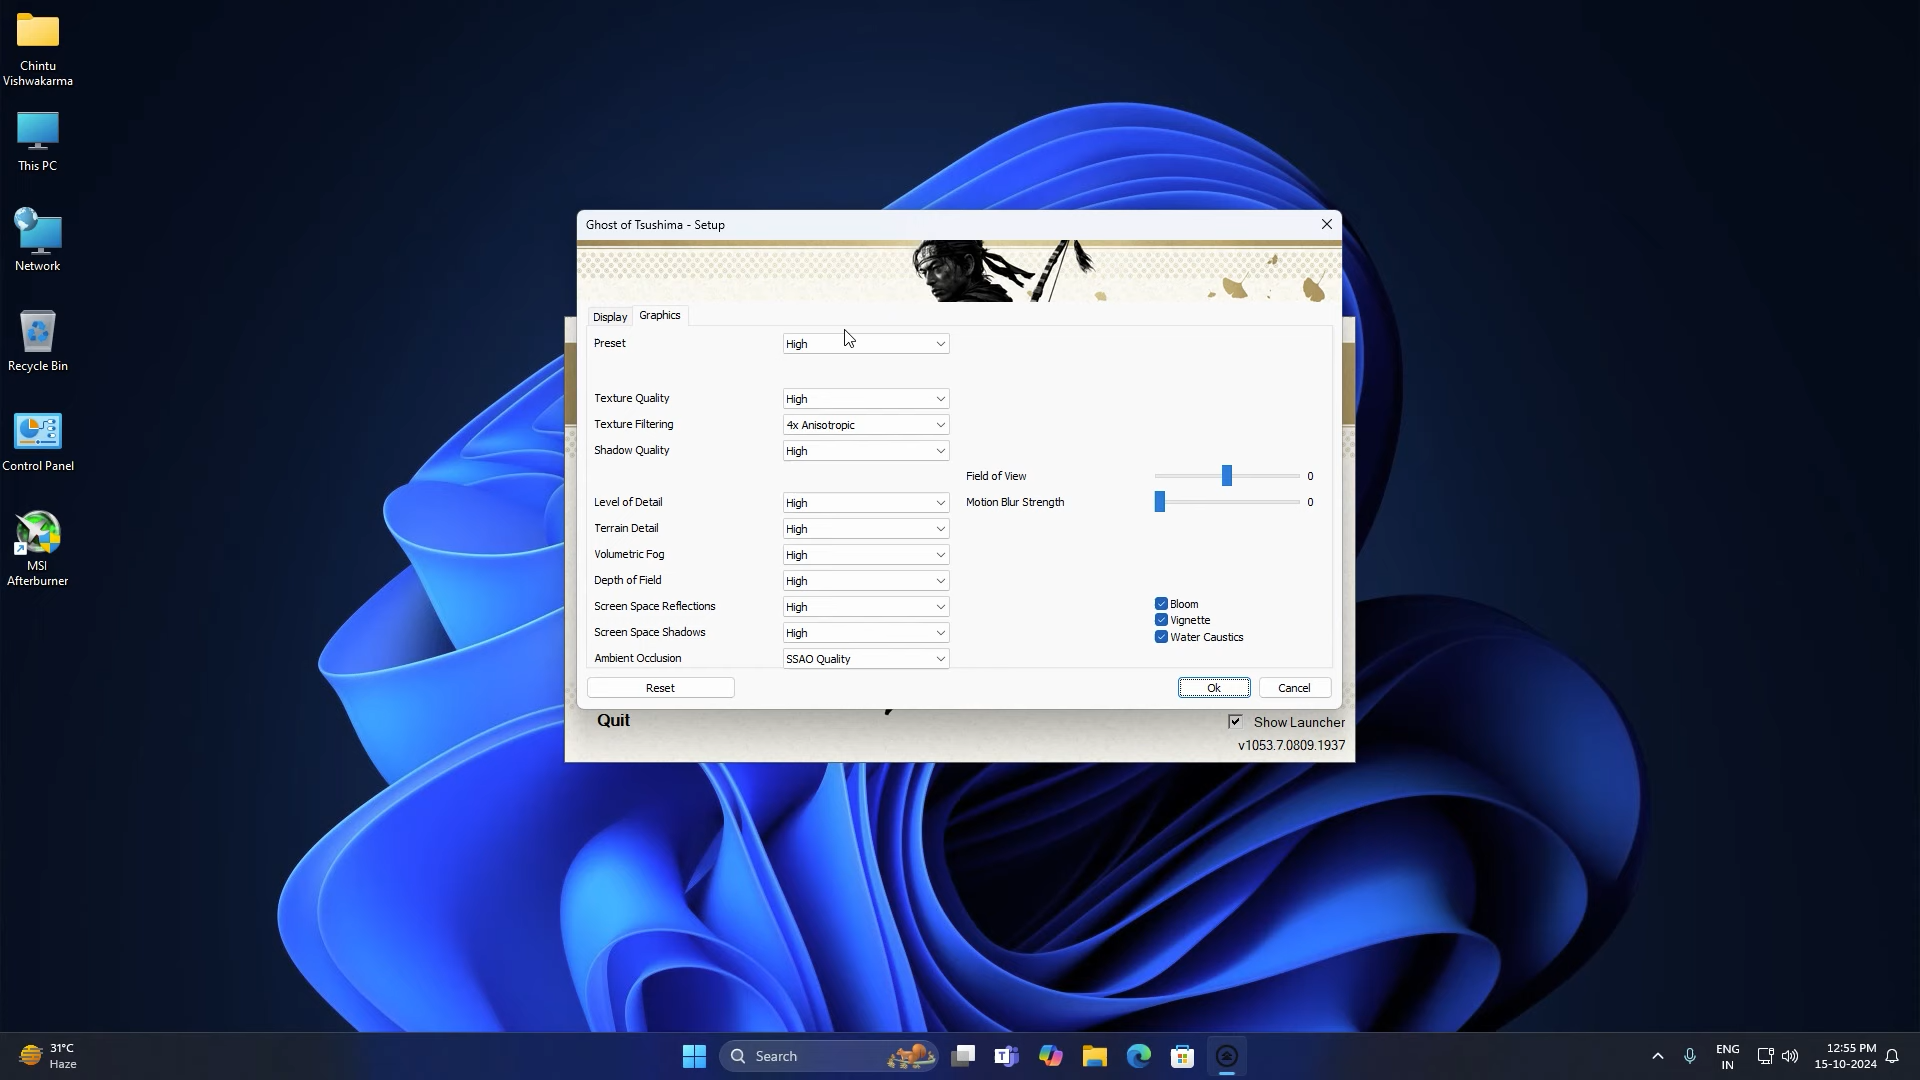 Chintu
Vishwakarma
This PC
Network
Recycle Bin
Control Panel
MSI
Afterburner
Ghost of Tsushima - Setup
Display
Graphics
Preset
High
Texture Quality
High
Texture Filtering
4x Anisotropic
Shadow Quality
High
Field of View
0
Level of Detail
High
Motion Blur Strength
0
Terrain Detail
High
Volumetric Fog
High
Depth of Field
High
Screen Space Reflections
High
Bloom
Vignette
Screen Space Shadows
High
Water Caustics
Ambient Occlusion
SSAO Quality
Reset
Ok
Cancel
Quit
Show Launcher
v1053.7.0809.1937
31°C
Haze
Search
ENG
IN
12:55 PM
15-10-2024